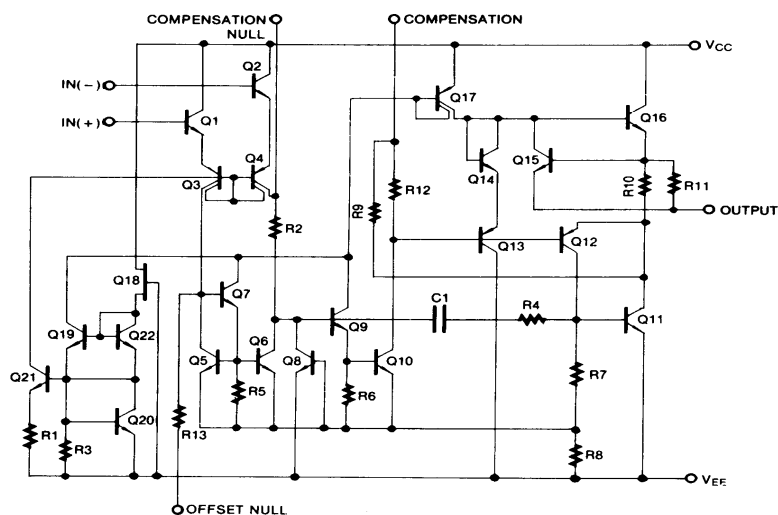 COMPENSATION
NULL
COMPENSATION
VCC
Q2
IN(−)
Q17
IN(+)
Q1
Q16
Q4
Q3
Q14
Q15
R12
R10
R11
R9
OUTPUT
R2
Q13
Q12
Q18
Q7
C1
R4
Q19
Q22
Q9
Q11
Q21
Q5
Q6
Q8
Q10
R5
R6
R7
Q20
R1
R3
R13
R8
VEE
OFFSET NULL